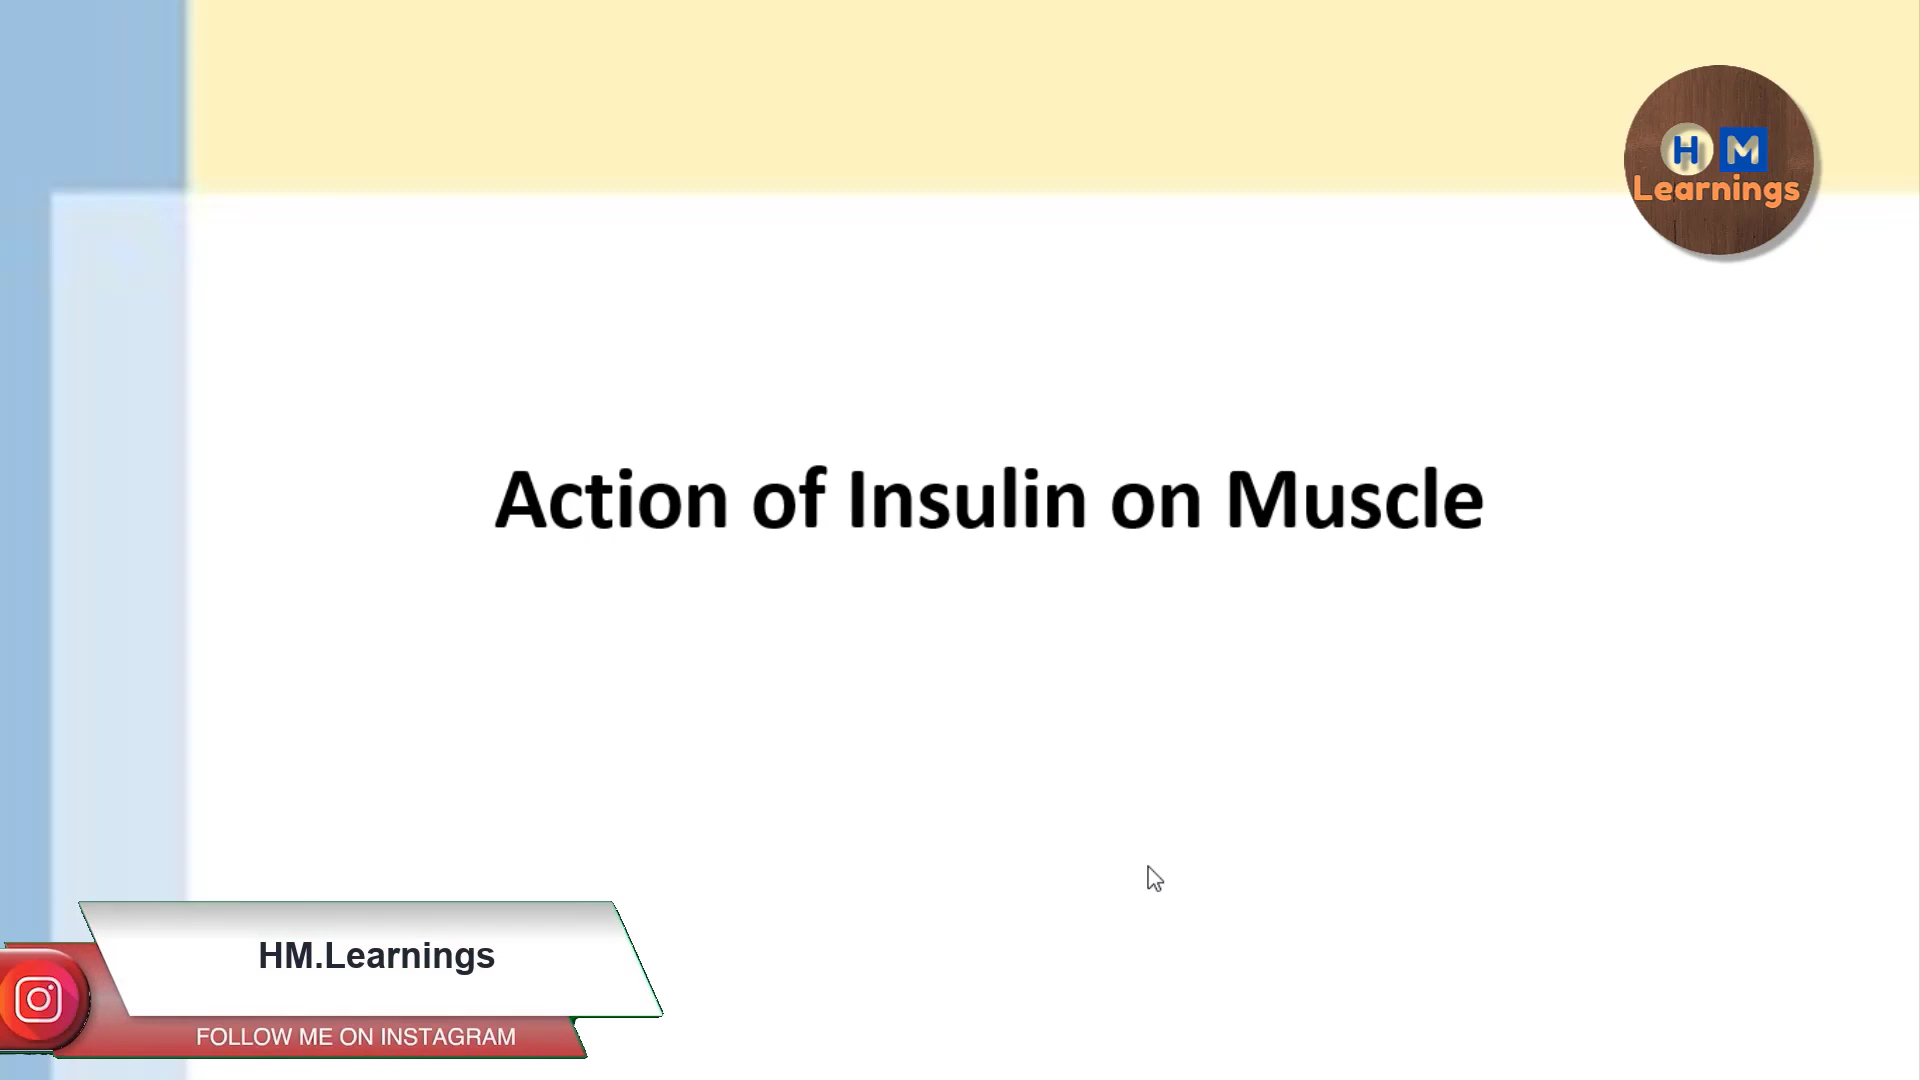 H M
Learnings
Action of Insulin on Muscle
HM.Learnings
FOLLOW ME ON INSTAGRAM